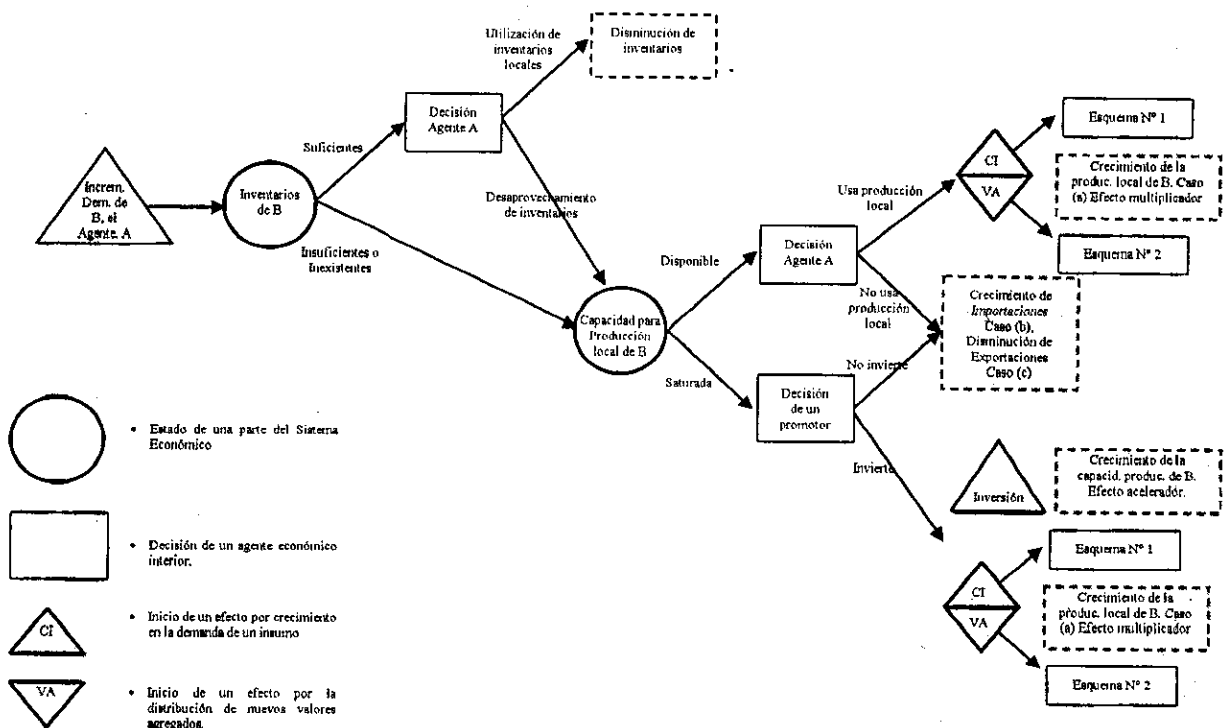 Utilización de
inventarios
locales
Disminución de
inventarios
Decisión
Agente A
Suficientes
Increm.
Dem. de
B, el
Agente. A
Inventarios
de B
Desaprovechamiento
de inventarios
Insuficientes o
Inexistentes
Capacidad para
Producción
local de B
Disponible
Saturada
Decisión
Agente A
Usa producción
local
No usa
producción
local
CI
VA
Esquema N° 1
Crecimiento de la
produc. local de B. Caso
(a) Efecto multiplicador
Esquema N° 2
Crecimiento de
Importaciones
Caso (b),
Disminución de
Exportaciones
Caso (c)
Decisión
de un
promotor
No invierte
Invierte
Inversión
Crecimiento de la
capacid. produc. de B.
Efecto acelerador.
CI
VA
Esquema N° 1
Crecimiento de la
produc. local de B. Caso
(a) Efecto multiplicador
Esquema N° 2
• Estado de una parte del Sistema
Económico
• Decisión de un agente económico
interior.
CI
• Inicio de un efecto por crecimiento
en la demanda de un insumo
VA
• Inicio de un efecto por la
distribución de nuevos valores
agregados.